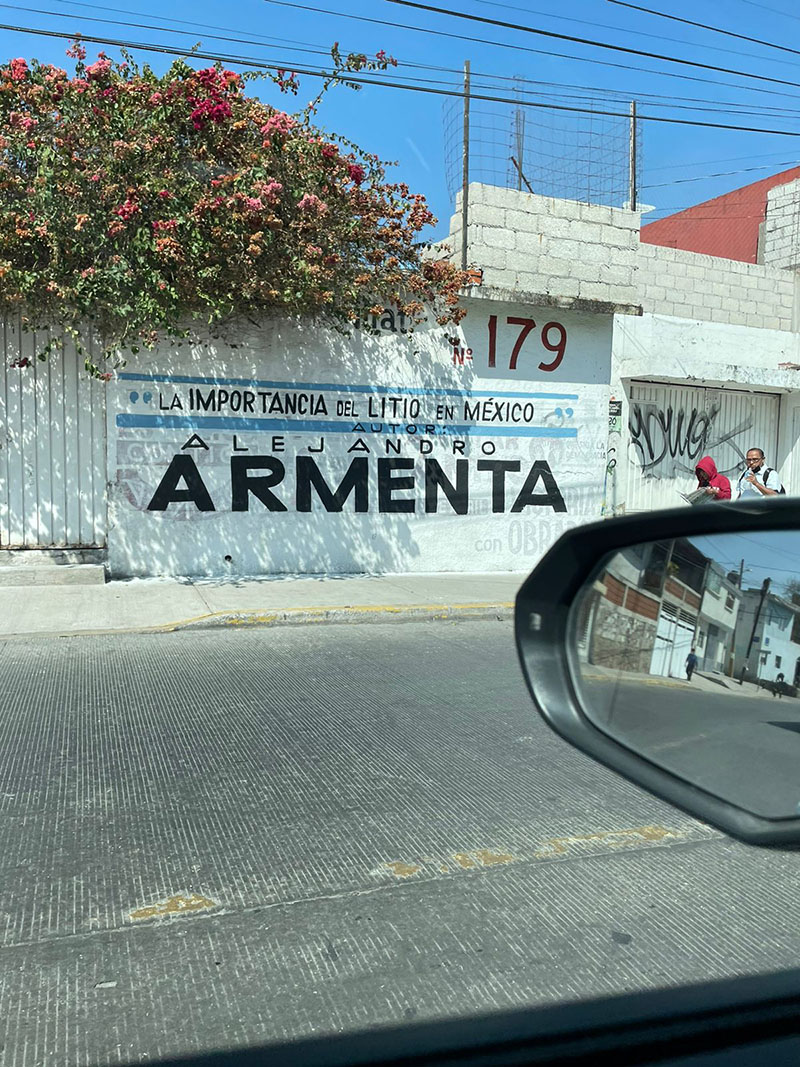 Nº 179
" LA IMPORTANCIA DEL LITIO EN MÉXICO "
AUTOR:
ALEJANDRO
ARMENTA
con OBRA